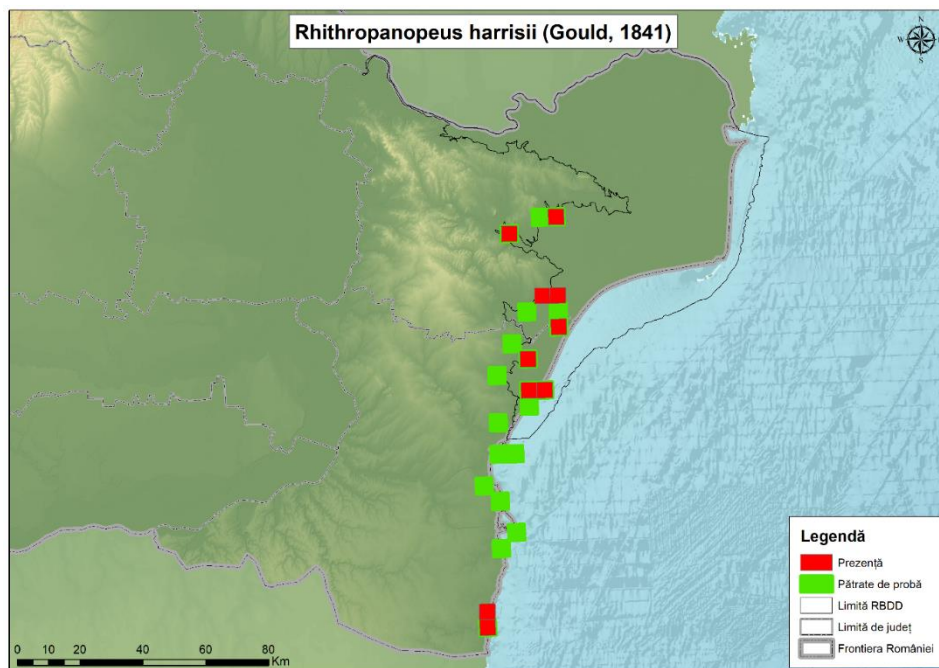 Rhithropanopeus harrisii (Gould, 1841)
N
W
S
Legendă
Prezență
Pătrate de probă
Limită RBDD
Limită de județ
Frontiera României
0 10 20 40 60 80
Km